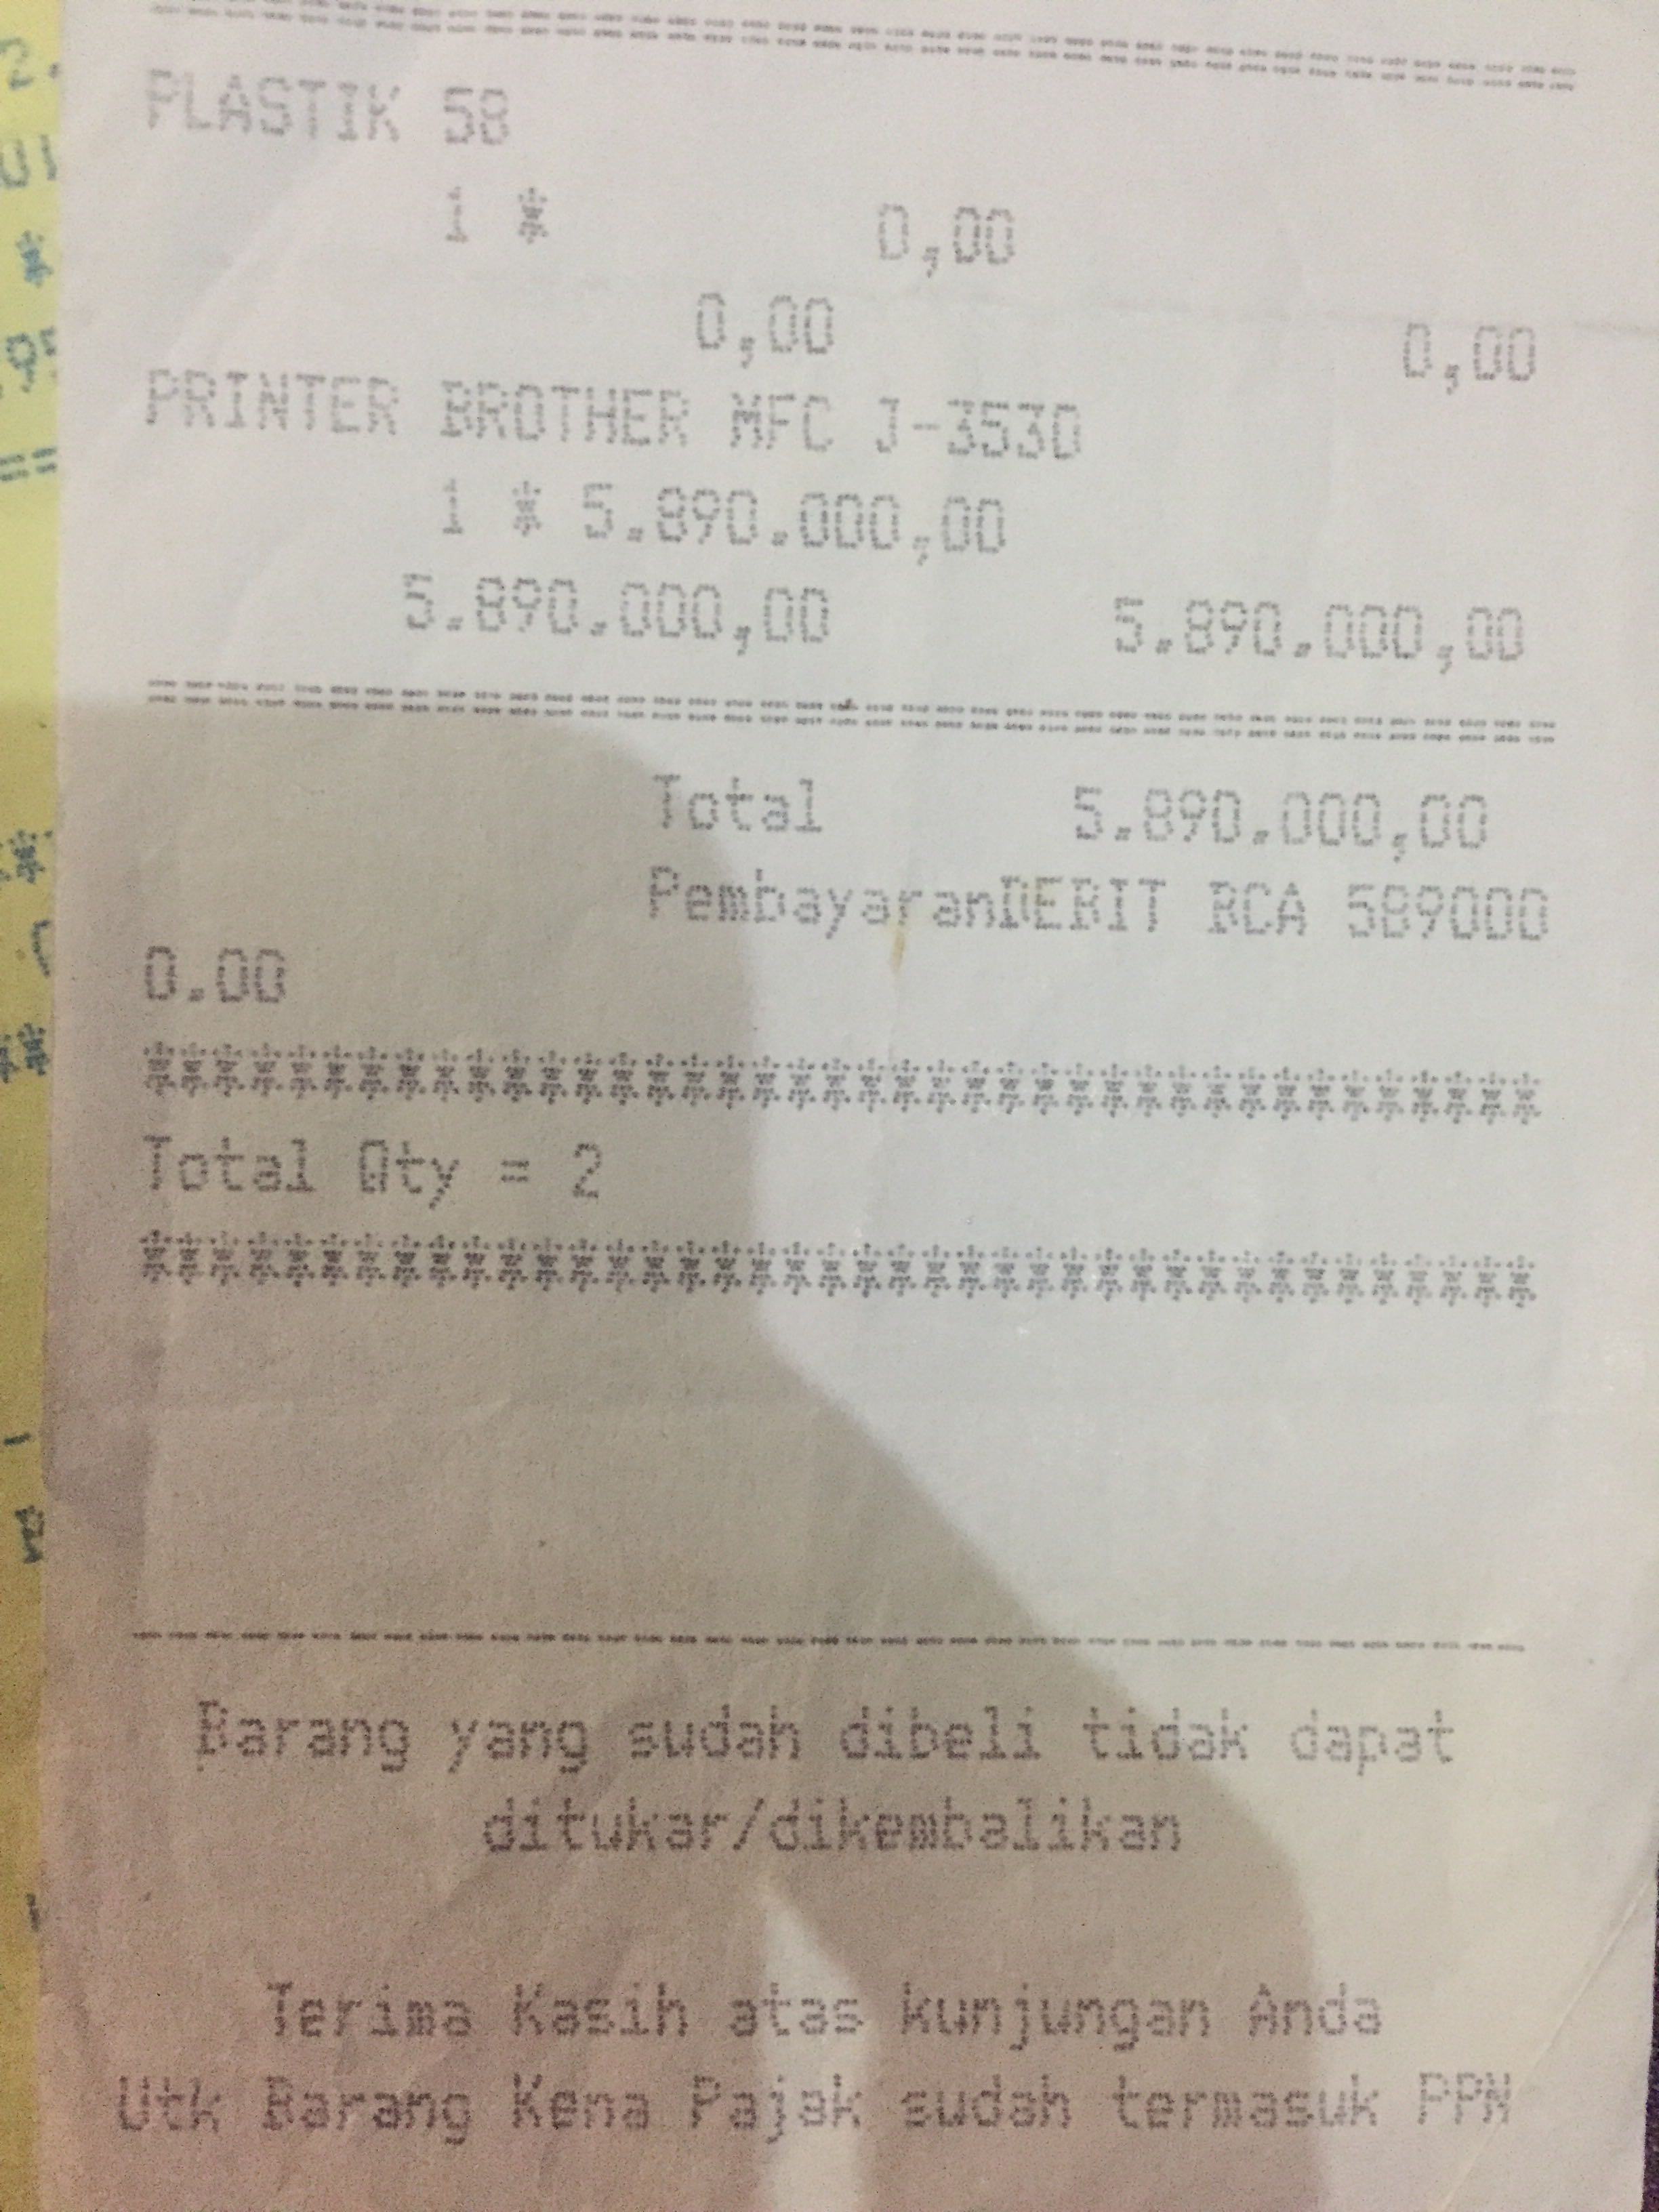 PLASTIK 58
1 * 0,00
0,00 0,00
PRINTER BROTHER MFC J-3530
1 * 5.890.000,00
5.890.000,00 5.890.000,00
Total 5.890.000,00
PembayaranDEBIT BCA 589000
0.00
***************************************
Total Qty = 2
***************************************
Barang yang sudah dibeli tidak dapat
ditukar/dikembalikan
Terima Kasih atas kunjungan Anda
Utk Barang Kena Pajak sudah termasuk PPN